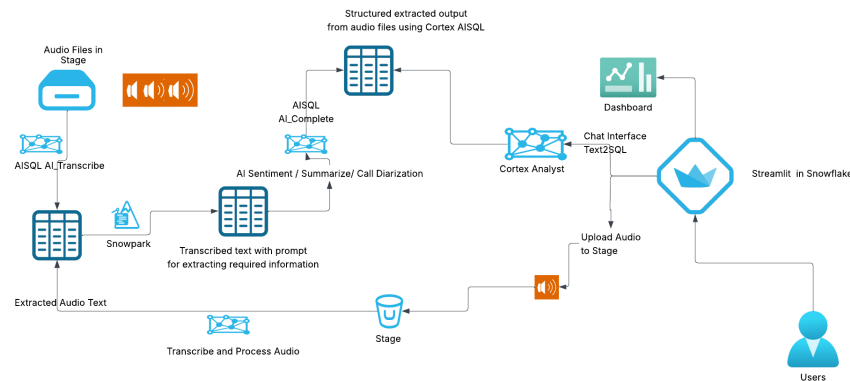 Structured extracted output
from audio files using Cortex AISQL
Audio Files in
Stage
AISQL
AI_Complete
Dashboard
Chat Interface
Text2SQL
AISQL AI_Transcribe
Cortex Analyst
AI Sentiment / Summarize/ Call Diarization
Streamlit in Snowflake
Snowpark
Transcribed text with prompt
for extracting required information
Upload Audio
to Stage
Extracted Audio Text
Stage
Transcribe and Process Audio
Users